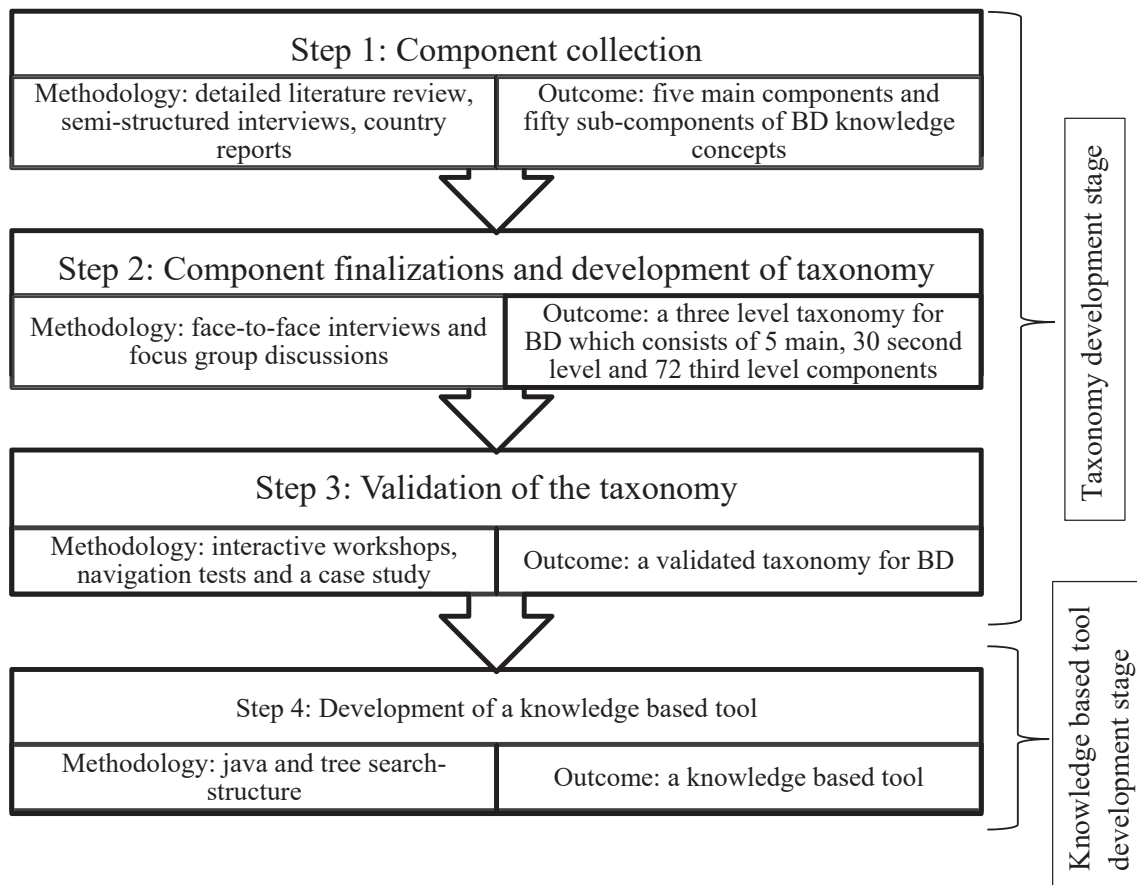 Step 1: Component collection
Methodology: detailed literature review,
semi-structured interviews, country
reports
Outcome: five main components and
fifty sub-components of BD knowledge
concepts
Step 2: Component finalizations and development of taxonomy
Methodology: face-to-face interviews and
focus group discussions
Outcome: a three level taxonomy for
BD which consists of 5 main, 30 second
level and 72 third level components
Step 3: Validation of the taxonomy
Methodology: interactive workshops,
navigation tests and a case study
Outcome: a validated taxonomy for BD
Step 4: Development of a knowledge based tool
Methodology: java and tree search-
structure
Outcome: a knowledge based tool
Taxonomy development stage
Knowledge based tool
development stage